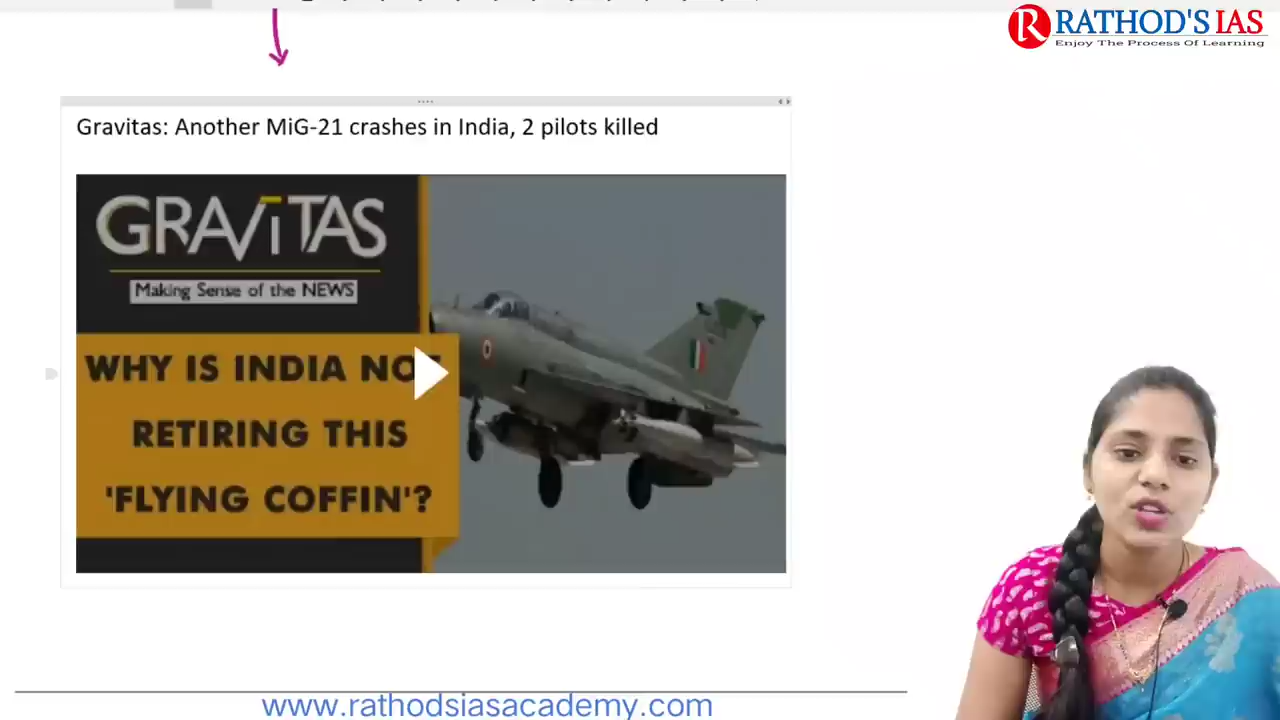 RATHOD'S IAS
Enjoy The Process Of Learning
Gravitas: Another MiG-21 crashes in India, 2 pilots killed
GRAVITAS
Making Sense of the NEWS
WHY IS INDIA NOT
RETIRING THIS
'FLYING COFFIN'?
www.rathodsiasacademy.com